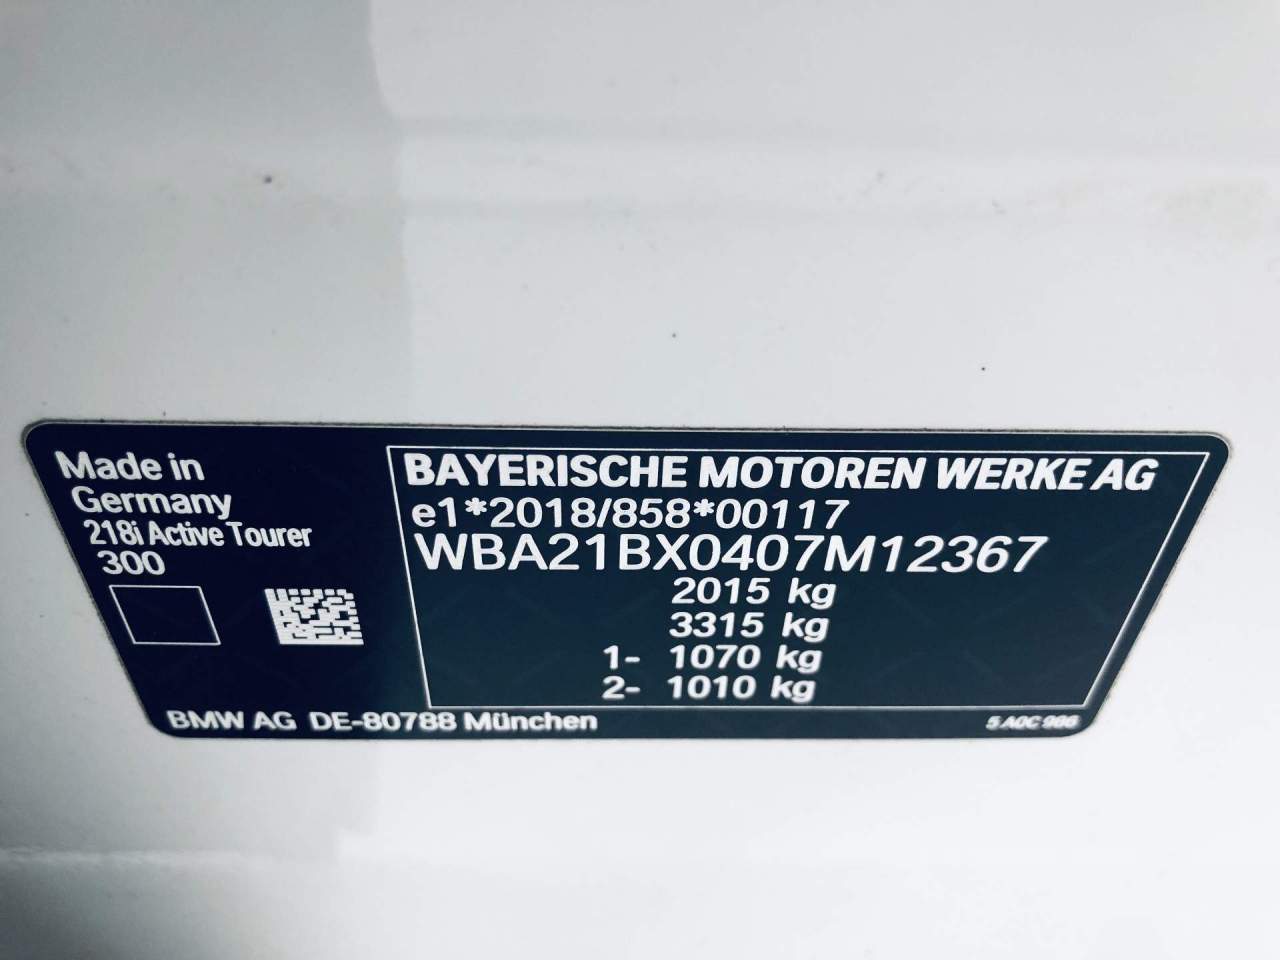 Made in
Germany
218i Active Tourer
300
BAYERISCHE MOTOREN WERKE AG
e1*2018/858*00117
WBA21BX0407M12367
2015 kg
3315 kg
1- 1070 kg
2- 1010 kg
BMW AG DE-80788 München